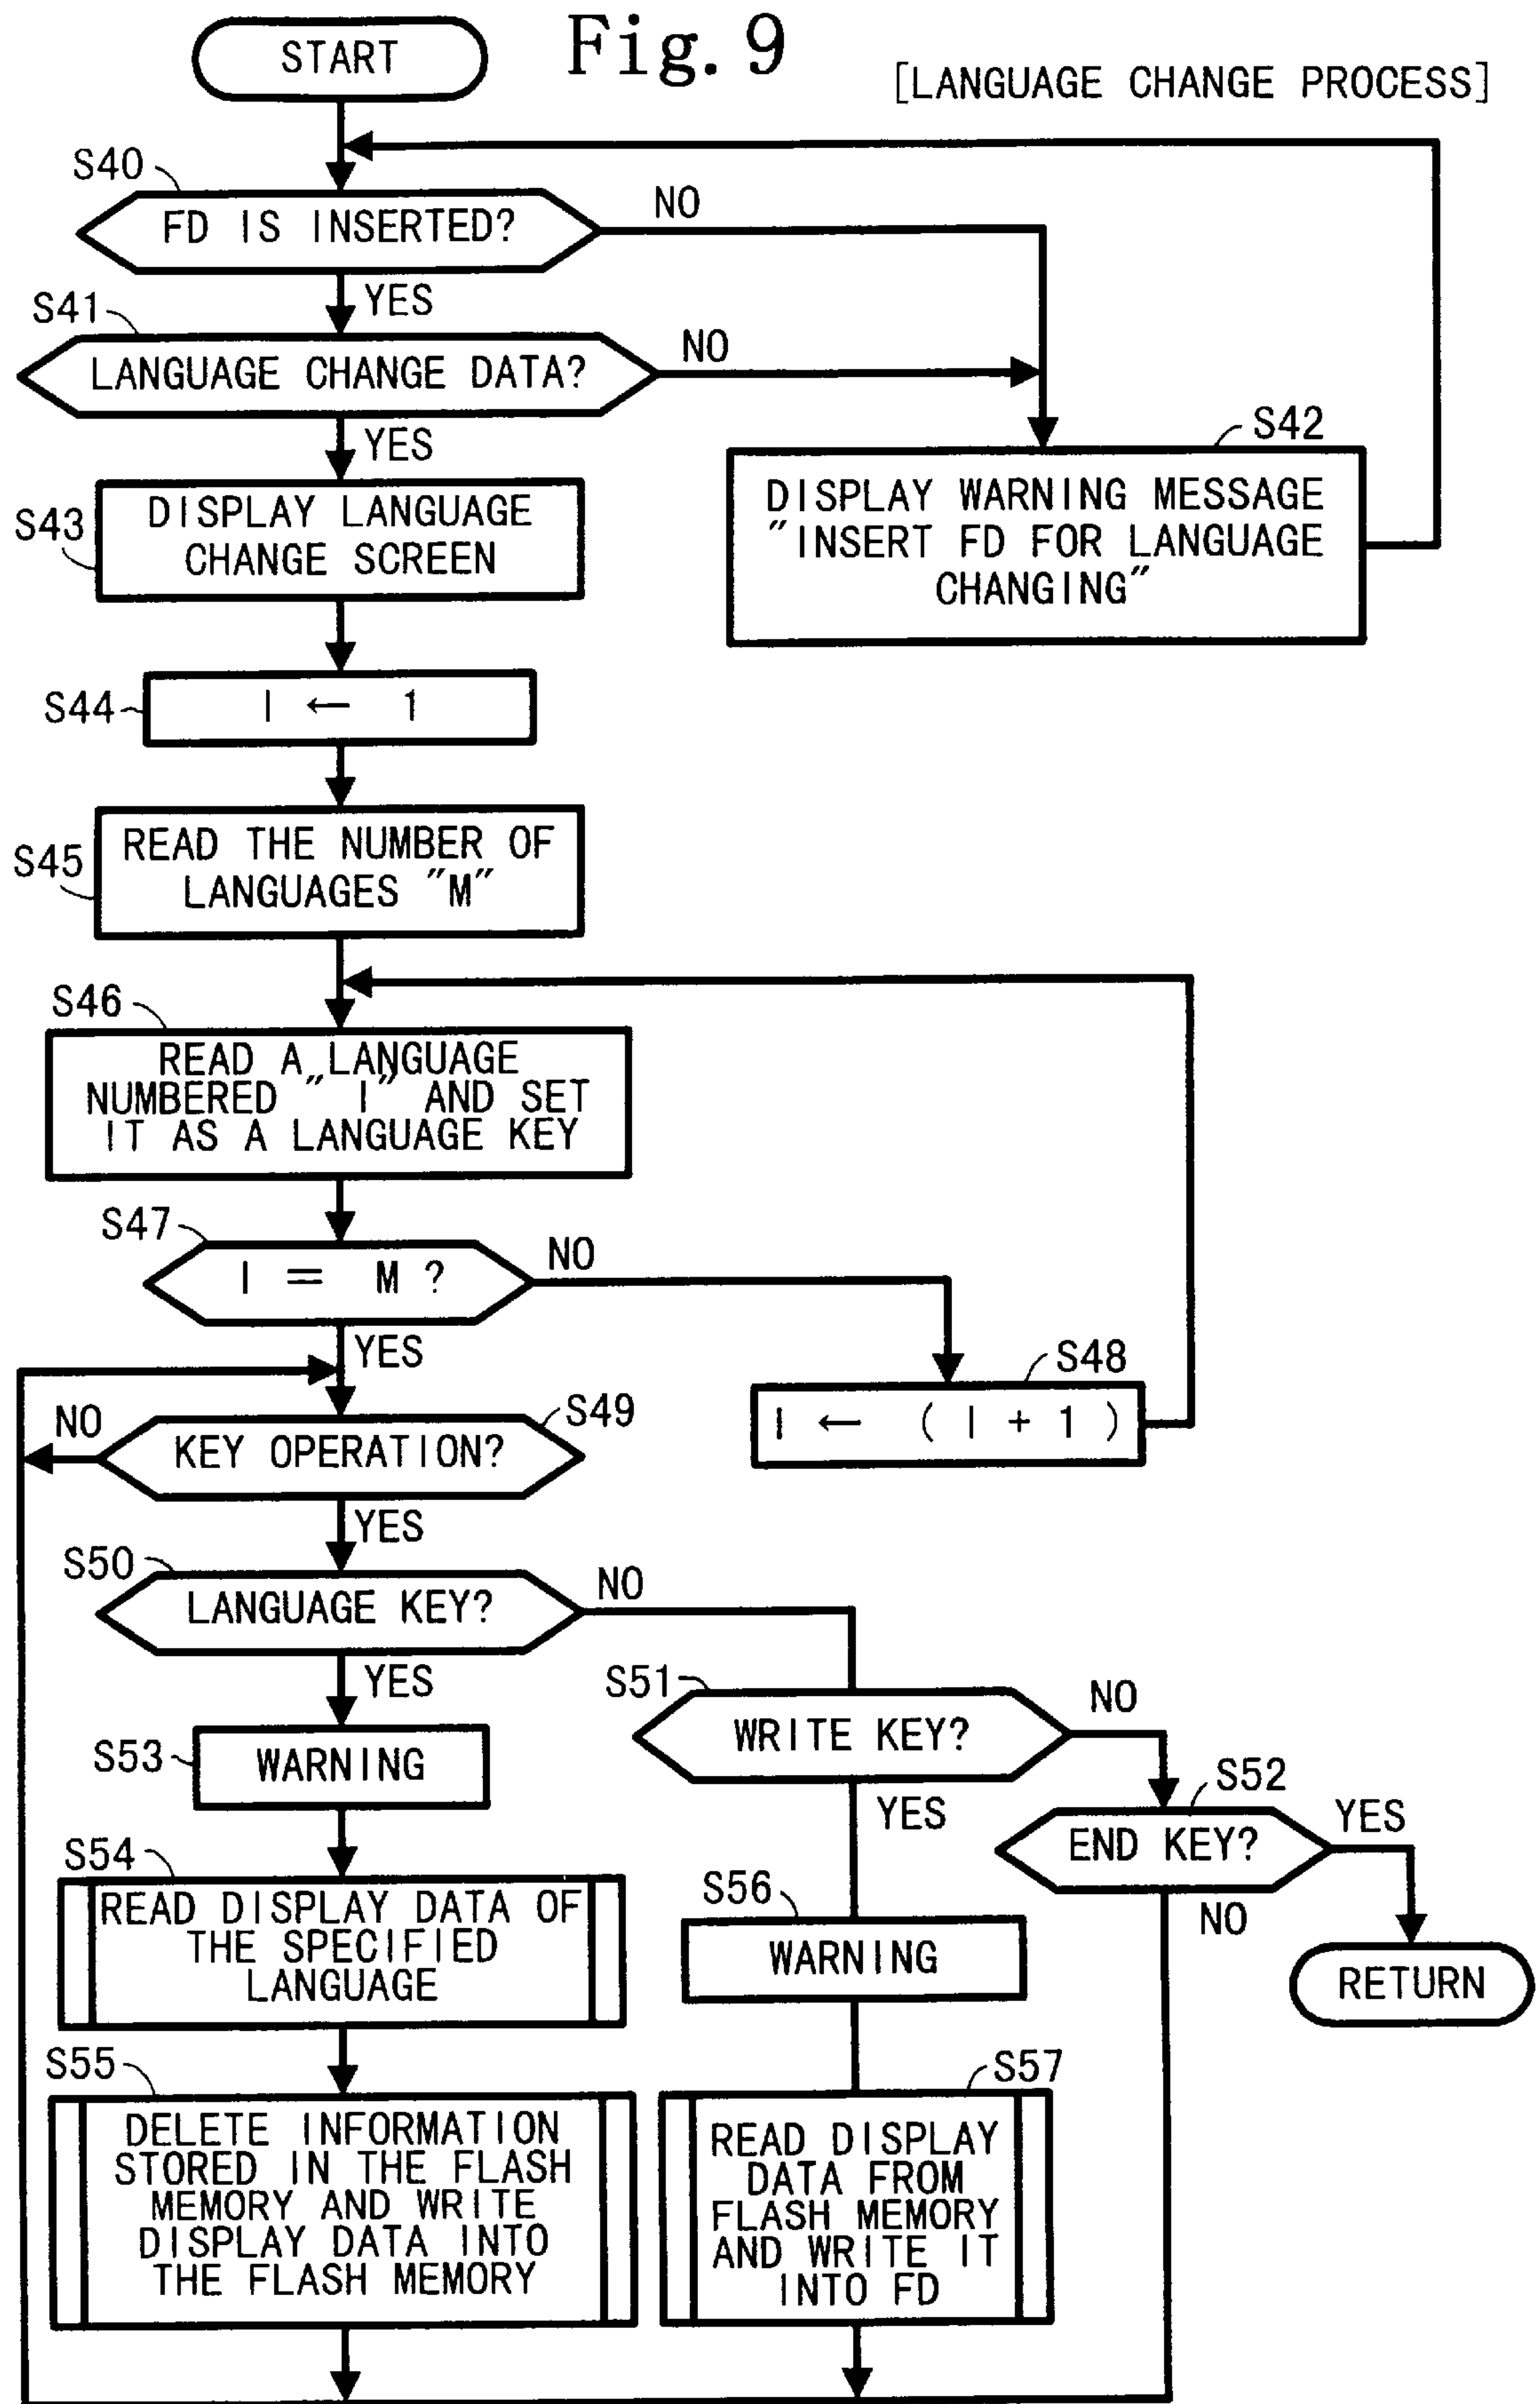 Fig. 9
[LANGUAGE CHANGE PROCESS]
START
S40
FD IS INSERTED?
NO
YES
S41
LANGUAGE CHANGE DATA?
NO
YES
S42
DISPLAY WARNING MESSAGE
"INSERT FD FOR LANGUAGE
CHANGING"
S43
DISPLAY LANGUAGE
CHANGE SCREEN
S44
I ← 1
S45
READ THE NUMBER OF
LANGUAGES "M"
S46
READ A LANGUAGE
NUMBERED "I" AND SET
IT AS A LANGUAGE KEY
S47
I = M ?
NO
YES
S48
I ← ( I + 1 )
S49
NO
KEY OPERATION?
YES
S50
LANGUAGE KEY?
NO
YES
S51
WRITE KEY?
NO
YES
S52
END KEY?
YES
NO
RETURN
S53
WARNING
S54
READ DISPLAY DATA OF
THE SPECIFIED
LANGUAGE
S55
DELETE INFORMATION
STORED IN THE FLASH
MEMORY AND WRITE
DISPLAY DATA INTO
THE FLASH MEMORY
S56
WARNING
S57
READ DISPLAY
DATA FROM
FLASH MEMORY
AND WRITE IT
INTO FD